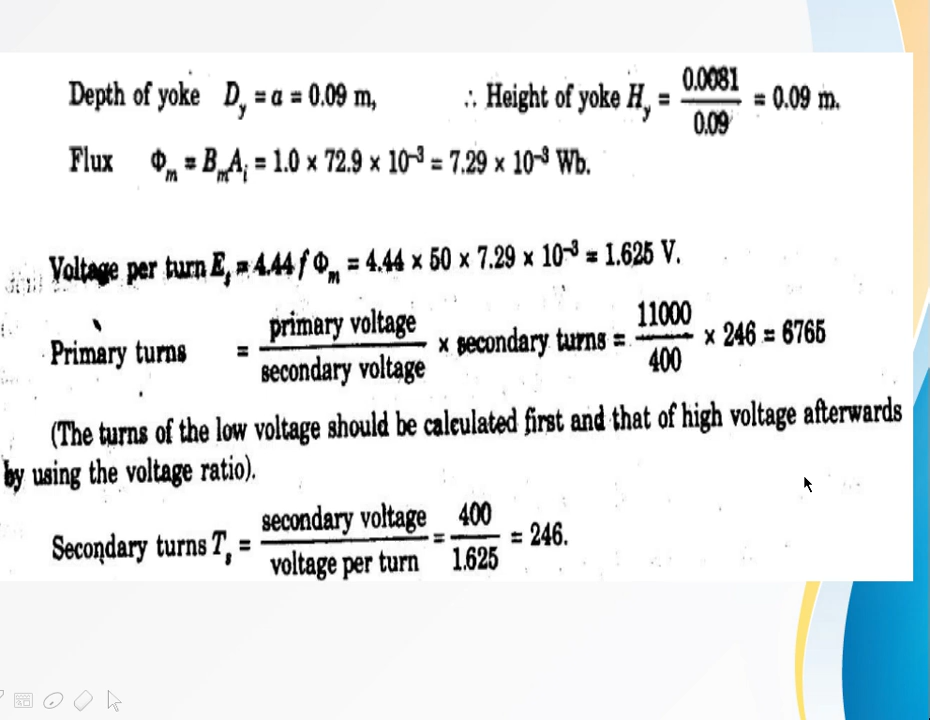 Depth of yoke D_y = a = 0.09 m, ∴ Height of yoke H_y = 0.0081/0.09 = 0.09 m.
Flux Φ_m = B_m A_i = 1.0 × 72.9 × 10⁻³ = 7.29 × 10⁻³ Wb.
Voltage per turn E_t = 4.44 f Φ_m = 4.44 × 50 × 7.29 × 10⁻³ = 1.625 V.
Primary turns = primary voltage/secondary voltage × secondary turns = 11000/400 × 246 = 6765
(The turns of the low voltage should be calculated first and that of high voltage afterwards
by using the voltage ratio).
Secondary turns T_s = secondary voltage/voltage per turn = 400/1.625 = 246.